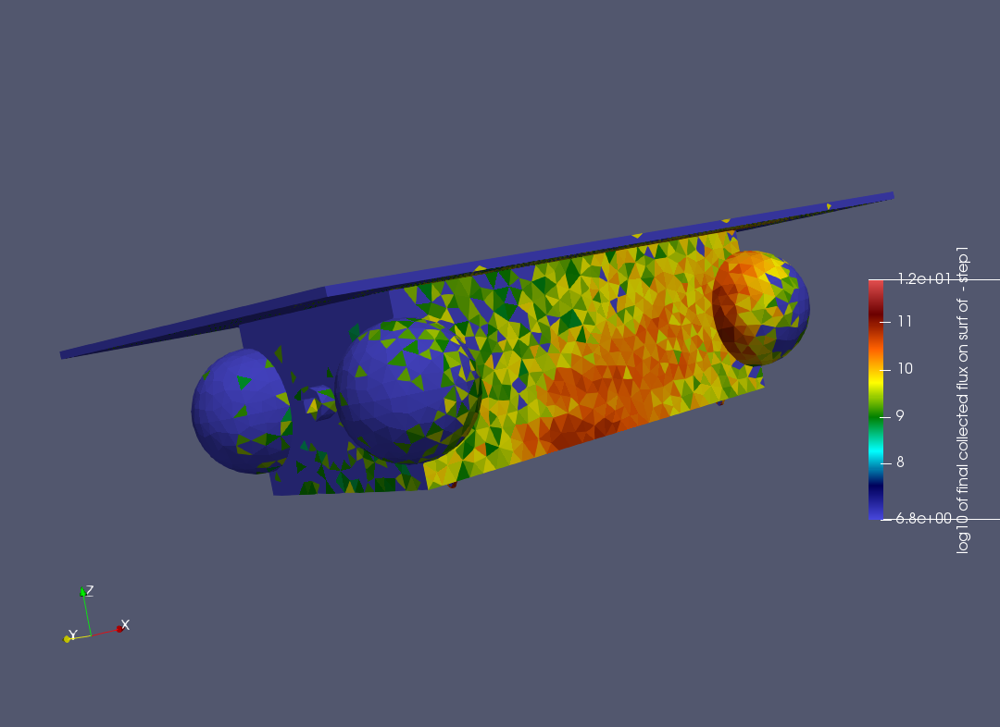 1.2e+01
11
10
9
8
6.8e+00
log10 of final collected flux on surf of - step1
Z
Y
X